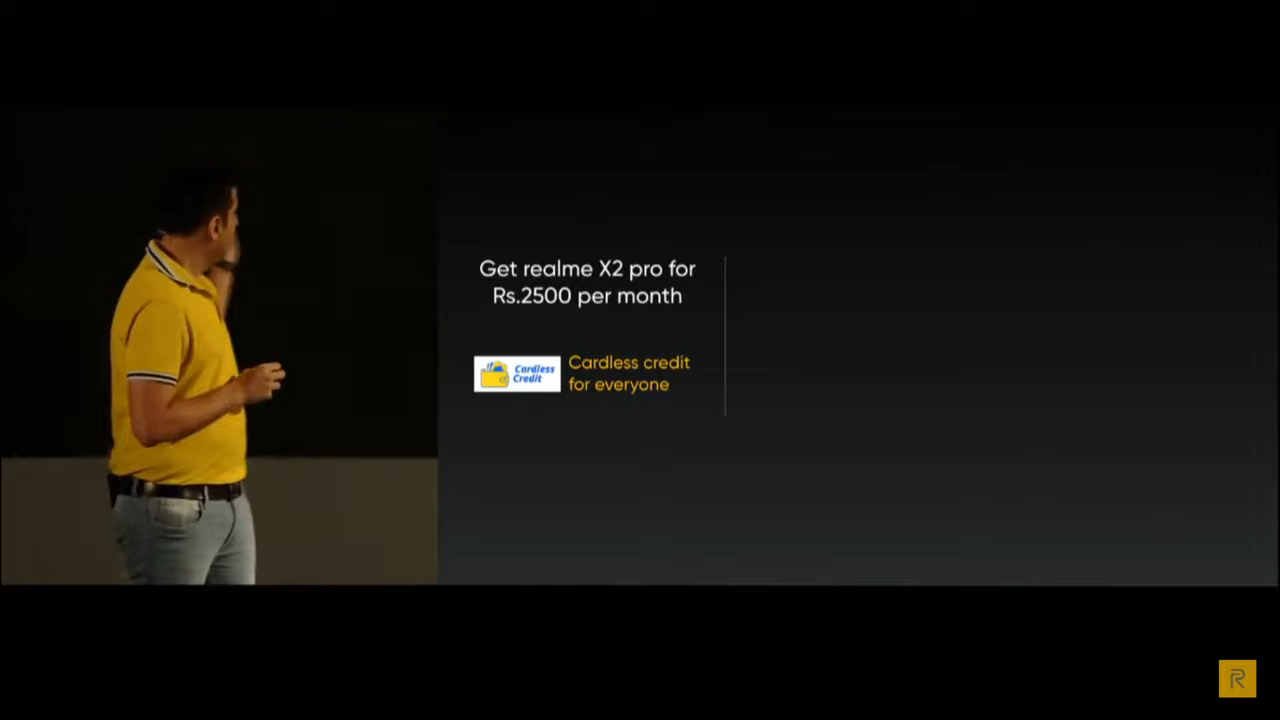 Get realme X2 pro for
Rs.2500 per month
Cardless
Credit
Cardless credit
for everyone
R